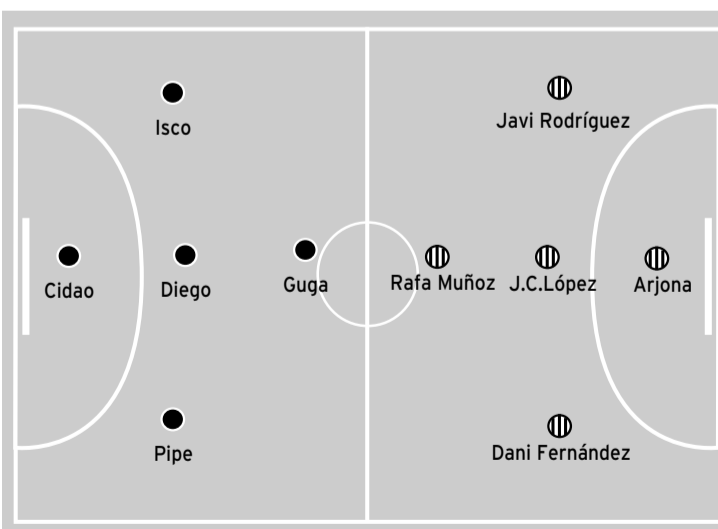 Isco
Javi Rodríguez
Cidao
Diego
Guga
Rafa Muñoz
J.C.López
Arjona
Pipe
Dani Fernández